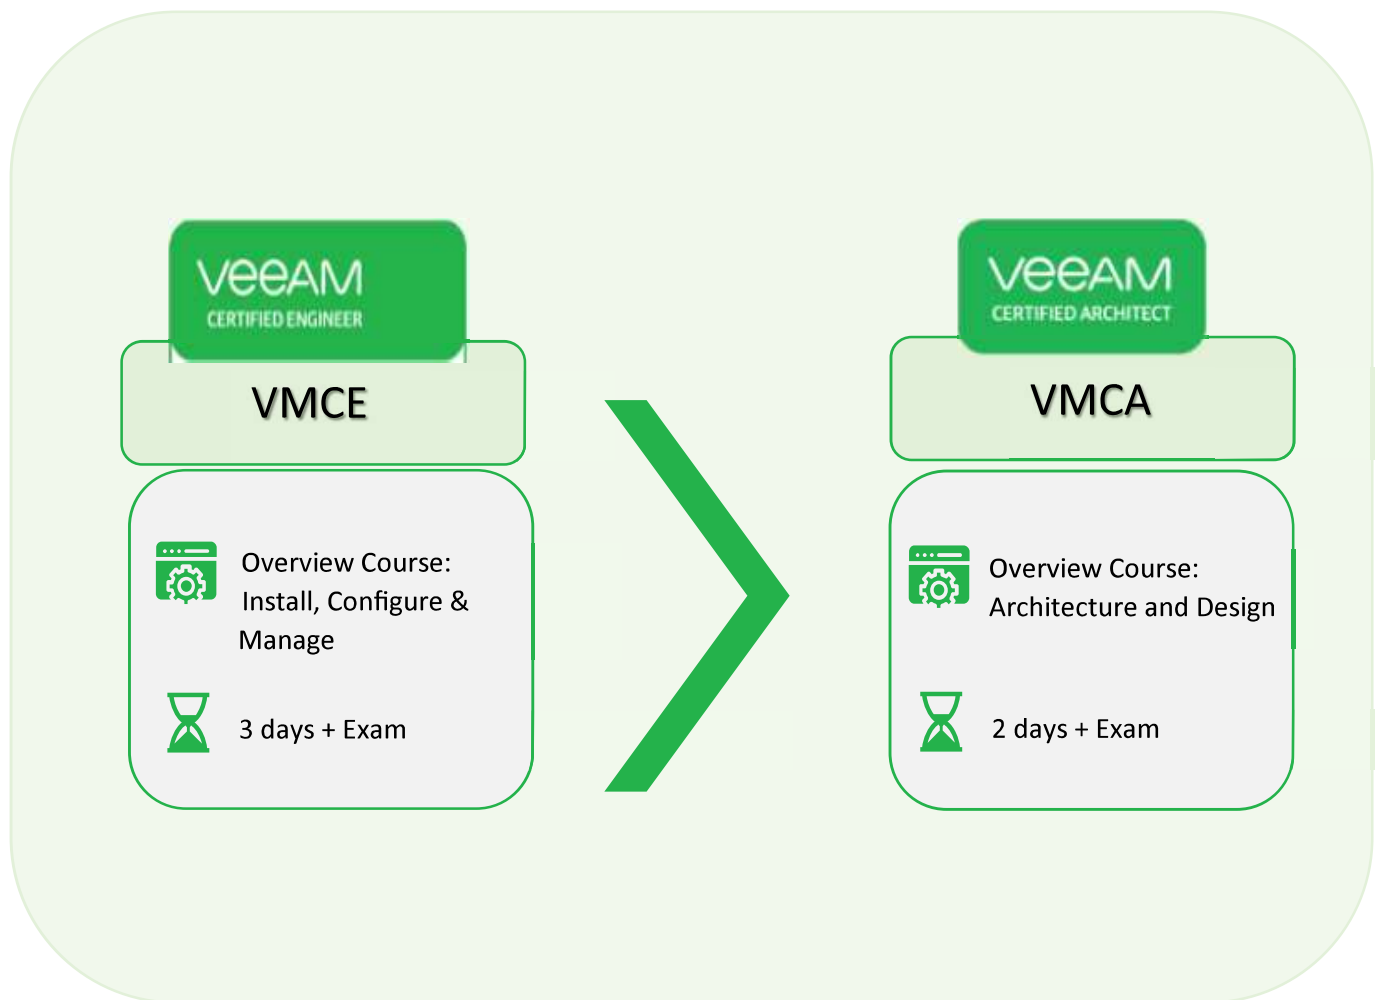 veeAM
CERTIFIED ENGINEER
VMCE
Overview Course:
Install, Configure &
Manage
3 days + Exam
veeAM
CERTIFIED ARCHITECT
VMCA
Overview Course:
Architecture and Design
2 days + Exam